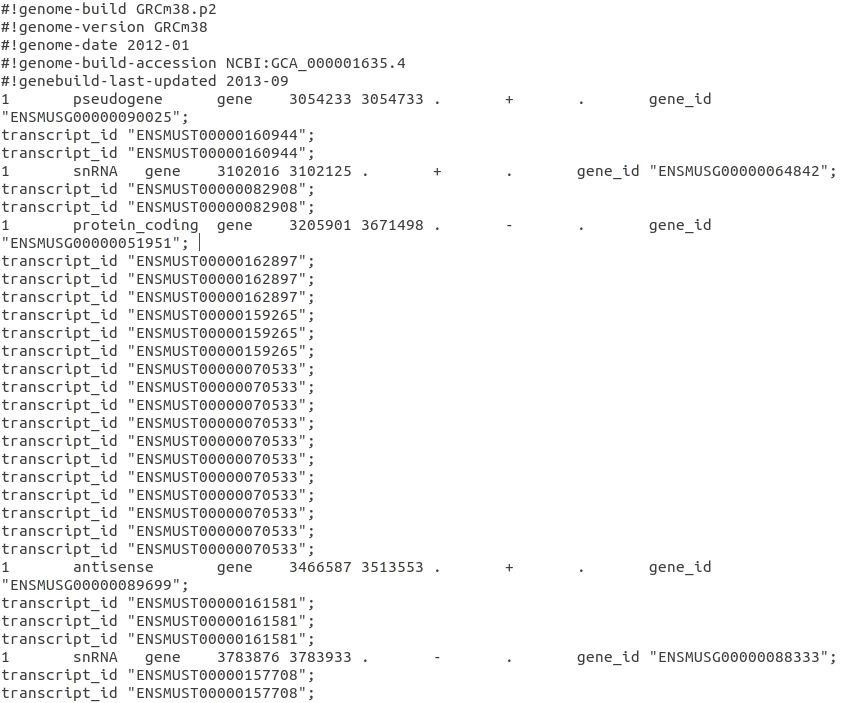 #!genome-build GRCm38.p2
#!genome-version GRCm38
#!genome-date 2012-01
#!genome-build-accession NCBI:GCA_000001635.4
#!genebuild-last-updated 2013-09
1 pseudogene gene 3054233 3054733 . + . gene_id
"ENSMUSG00000090025";
transcript_id "ENSMUST00000160944";
transcript_id "ENSMUST00000160944";
1 snRNA gene 3102016 3102125 . + . gene_id "ENSMUSG00000064842";
transcript_id "ENSMUST00000082908";
transcript_id "ENSMUST00000082908";
1 protein_coding gene 3205901 3671498 . - . gene_id
"ENSMUSG00000051951";
transcript_id "ENSMUST00000162897";
transcript_id "ENSMUST00000162897";
transcript_id "ENSMUST00000162897";
transcript_id "ENSMUST00000159265";
transcript_id "ENSMUST00000159265";
transcript_id "ENSMUST00000159265";
transcript_id "ENSMUST00000070533";
transcript_id "ENSMUST00000070533";
transcript_id "ENSMUST00000070533";
transcript_id "ENSMUST00000070533";
transcript_id "ENSMUST00000070533";
transcript_id "ENSMUST00000070533";
transcript_id "ENSMUST00000070533";
transcript_id "ENSMUST00000070533";
transcript_id "ENSMUST00000070533";
transcript_id "ENSMUST00000070533";
transcript_id "ENSMUST00000070533";
1 antisense gene 3466587 3513553 . + . gene_id
"ENSMUSG00000089699";
transcript_id "ENSMUST00000161581";
transcript_id "ENSMUST00000161581";
transcript_id "ENSMUST00000161581";
1 snRNA gene 3783876 3783933 . - . gene_id "ENSMUSG00000088333";
transcript_id "ENSMUST00000157708";
transcript_id "ENSMUST00000157708";